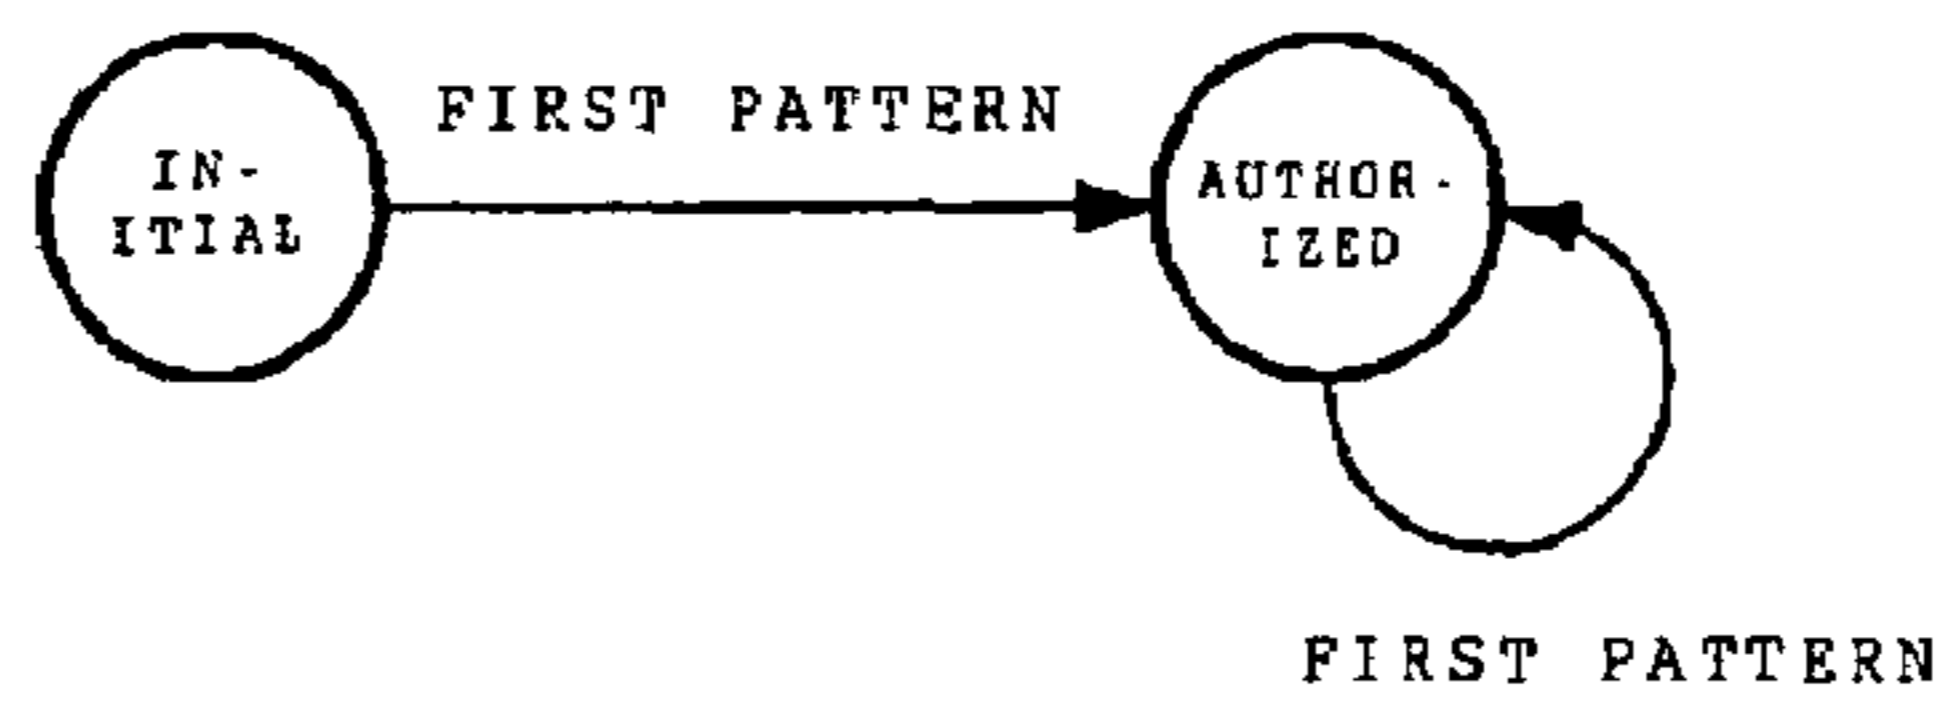 FIRST PATTERN
IN-
ITIAL
AUTHOR-
IZED
FIRST PATTERN